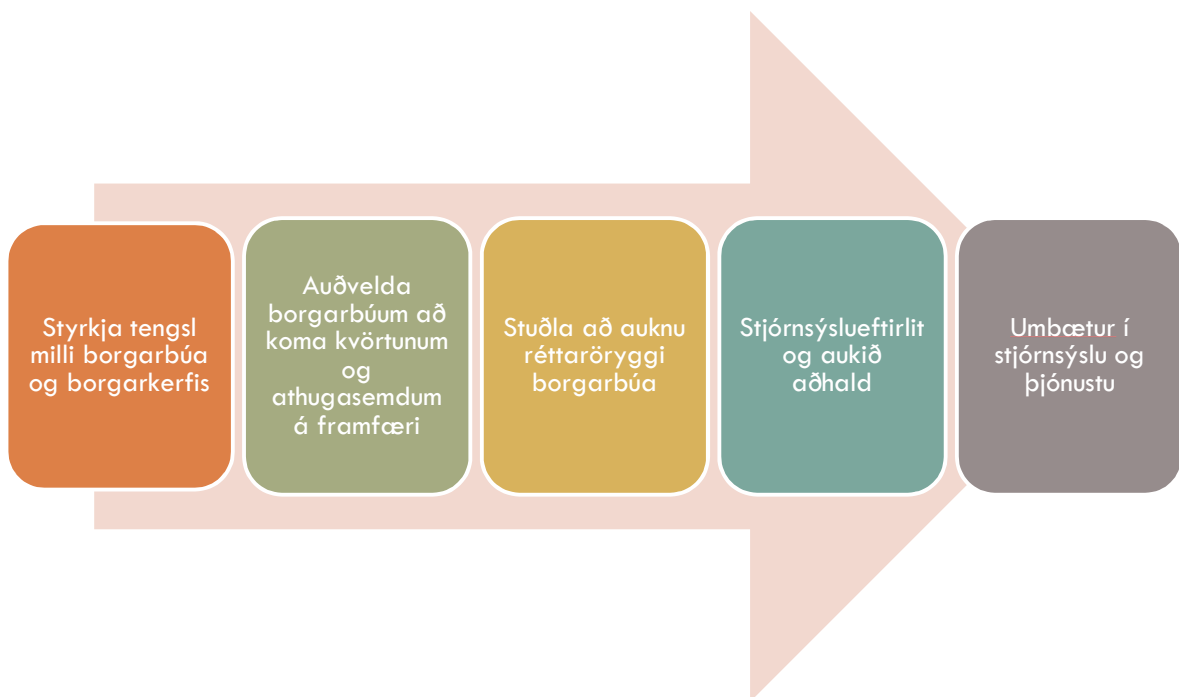 Styrkja tengsl
milli borgarbúa
og borgarkerfis
Auðvelda
borgarbúum að
koma kvörtunum
og
athugasemdum
á framfæri
Stuðla að auknu
réttaröryggi
borgarbúa
Stjórnsýslueftirlit
og aukið
aðhald
Umbætur í
stjórnsýslu og
þjónustu